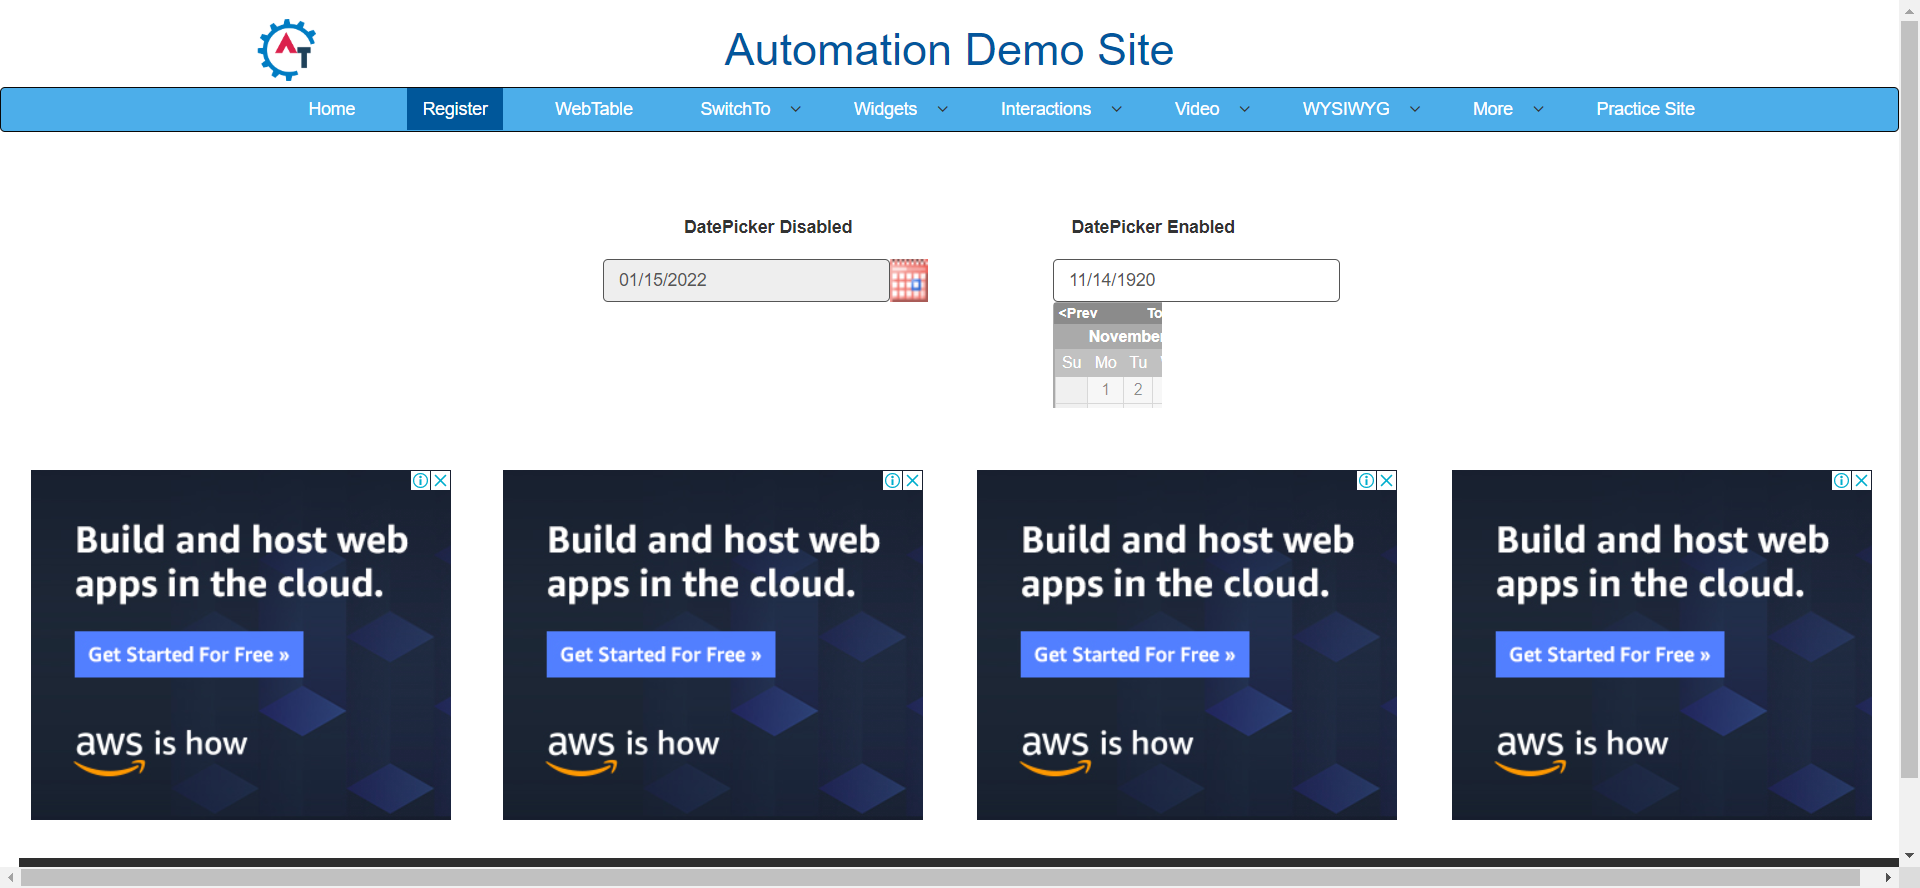 AT
Automation Demo Site
Home Register WebTable SwitchTo Widgets Interactions Video WYSIWYG More Practice Site
DatePicker Disabled DatePicker Enabled
01/15/2022 11/14/1920
<Prev To
November
Su Mo Tu
1 2
Build and host web
apps in the cloud.
Get Started For Free »
aws is how
Build and host web
apps in the cloud.
Get Started For Free »
aws is how
Build and host web
apps in the cloud.
Get Started For Free »
aws is how
Build and host web
apps in the cloud.
Get Started For Free »
aws is how